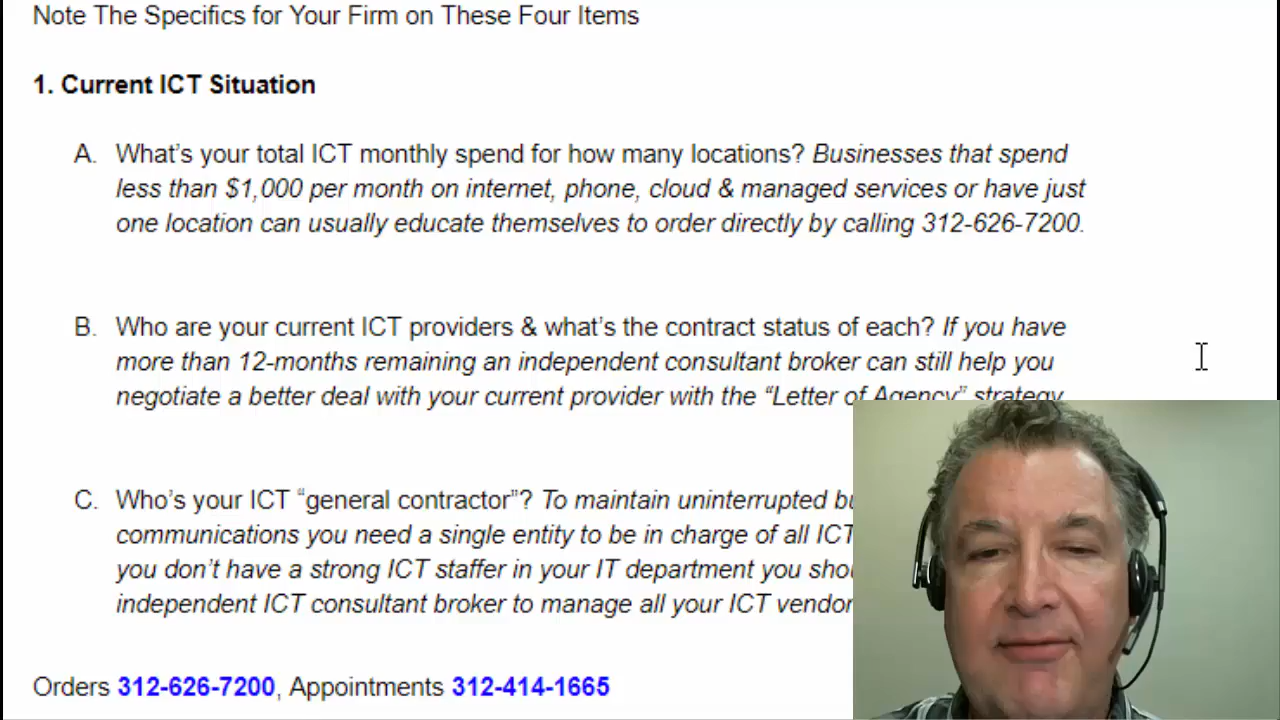 Note The Specifics for Your Firm on These Four Items
1. Current ICT Situation
A. What's your total ICT monthly spend for how many locations? Businesses that spend
less than $1,000 per month on internet, phone, cloud & managed services or have just
one location can usually educate themselves to order directly by calling 312-626-7200.
B. Who are your current ICT providers & what's the contract status of each? If you have
more than 12-months remaining an independent consultant broker can still help you
negotiate a better deal with your current provider with the “Letter of Agency” strategy
C. Who's your ICT “general contractor”? To maintain uninterrupted
communications you need a single entity to be in charge of all ICT
you don't have a strong ICT staffer in your IT department you
independent ICT consultant broker to manage all your ICT
Orders 312-626-7200, Appointments 312-414-1665